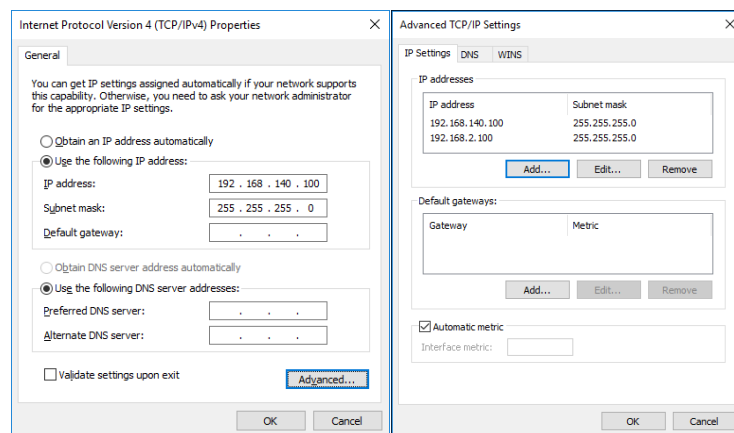 Internet Protocol Version 4 (TCP/IPv4) Properties
General
You can get IP settings assigned automatically if your network supports
this capability. Otherwise, you need to ask your network administrator
for the appropriate IP settings.
Obtain an IP address automatically
Use the following IP address:
IP address: 192 . 168 . 140 . 100
Subnet mask: 255 . 255 . 255 . 0
Default gateway: . . .
Obtain DNS server address automatically
Use the following DNS server addresses:
Preferred DNS server: . . .
Alternate DNS server: . . .
Validate settings upon exit
Advanced...
OK Cancel
Advanced TCP/IP Settings
IP Settings DNS WINS
IP addresses
IP address Subnet mask
192.168.140.100 255.255.255.0
192.168.2.100 255.255.255.0
Add... Edit... Remove
Default gateways:
Gateway Metric
Add... Edit... Remove
Automatic metric
Interface metric:
OK Cancel